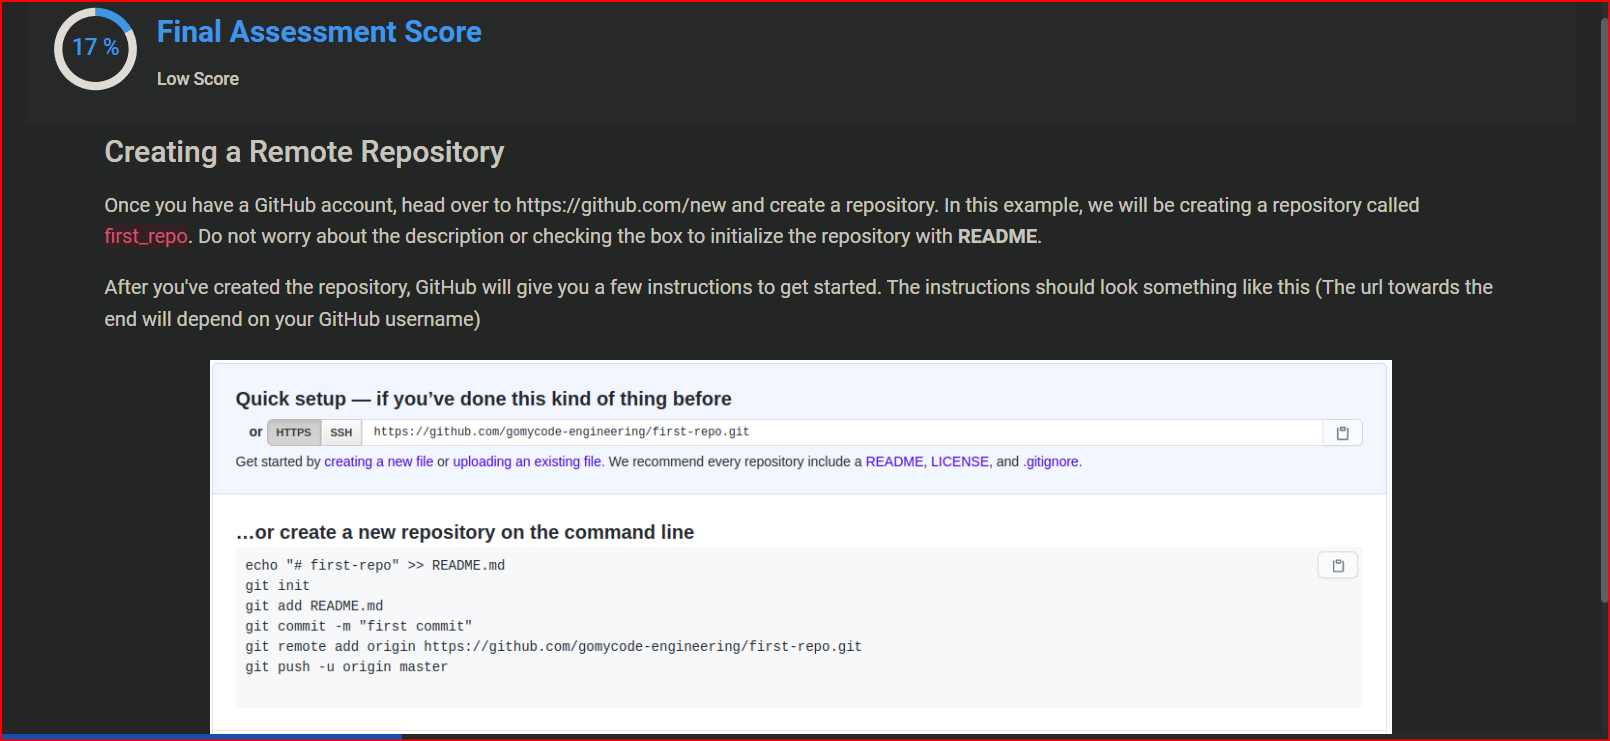 17 %
Final Assessment Score
Low Score
Creating a Remote Repository
Once you have a GitHub account, head over to https://github.com/new and create a repository. In this example, we will be creating a repository called
first_repo. Do not worry about the description or checking the box to initialize the repository with README.
After you've created the repository, GitHub will give you a few instructions to get started. The instructions should look something like this (The url towards the
end will depend on your GitHub username)
Quick setup — if you’ve done this kind of thing before
or HTTPS SSH https://github.com/gomycode-engineering/first-repo.git
Get started by creating a new file or uploading an existing file. We recommend every repository include a README, LICENSE, and .gitignore.
…or create a new repository on the command line
echo "# first-repo" >> README.md
git init
git add README.md
git commit -m "first commit"
git remote add origin https://github.com/gomycode-engineering/first-repo.git
git push -u origin master